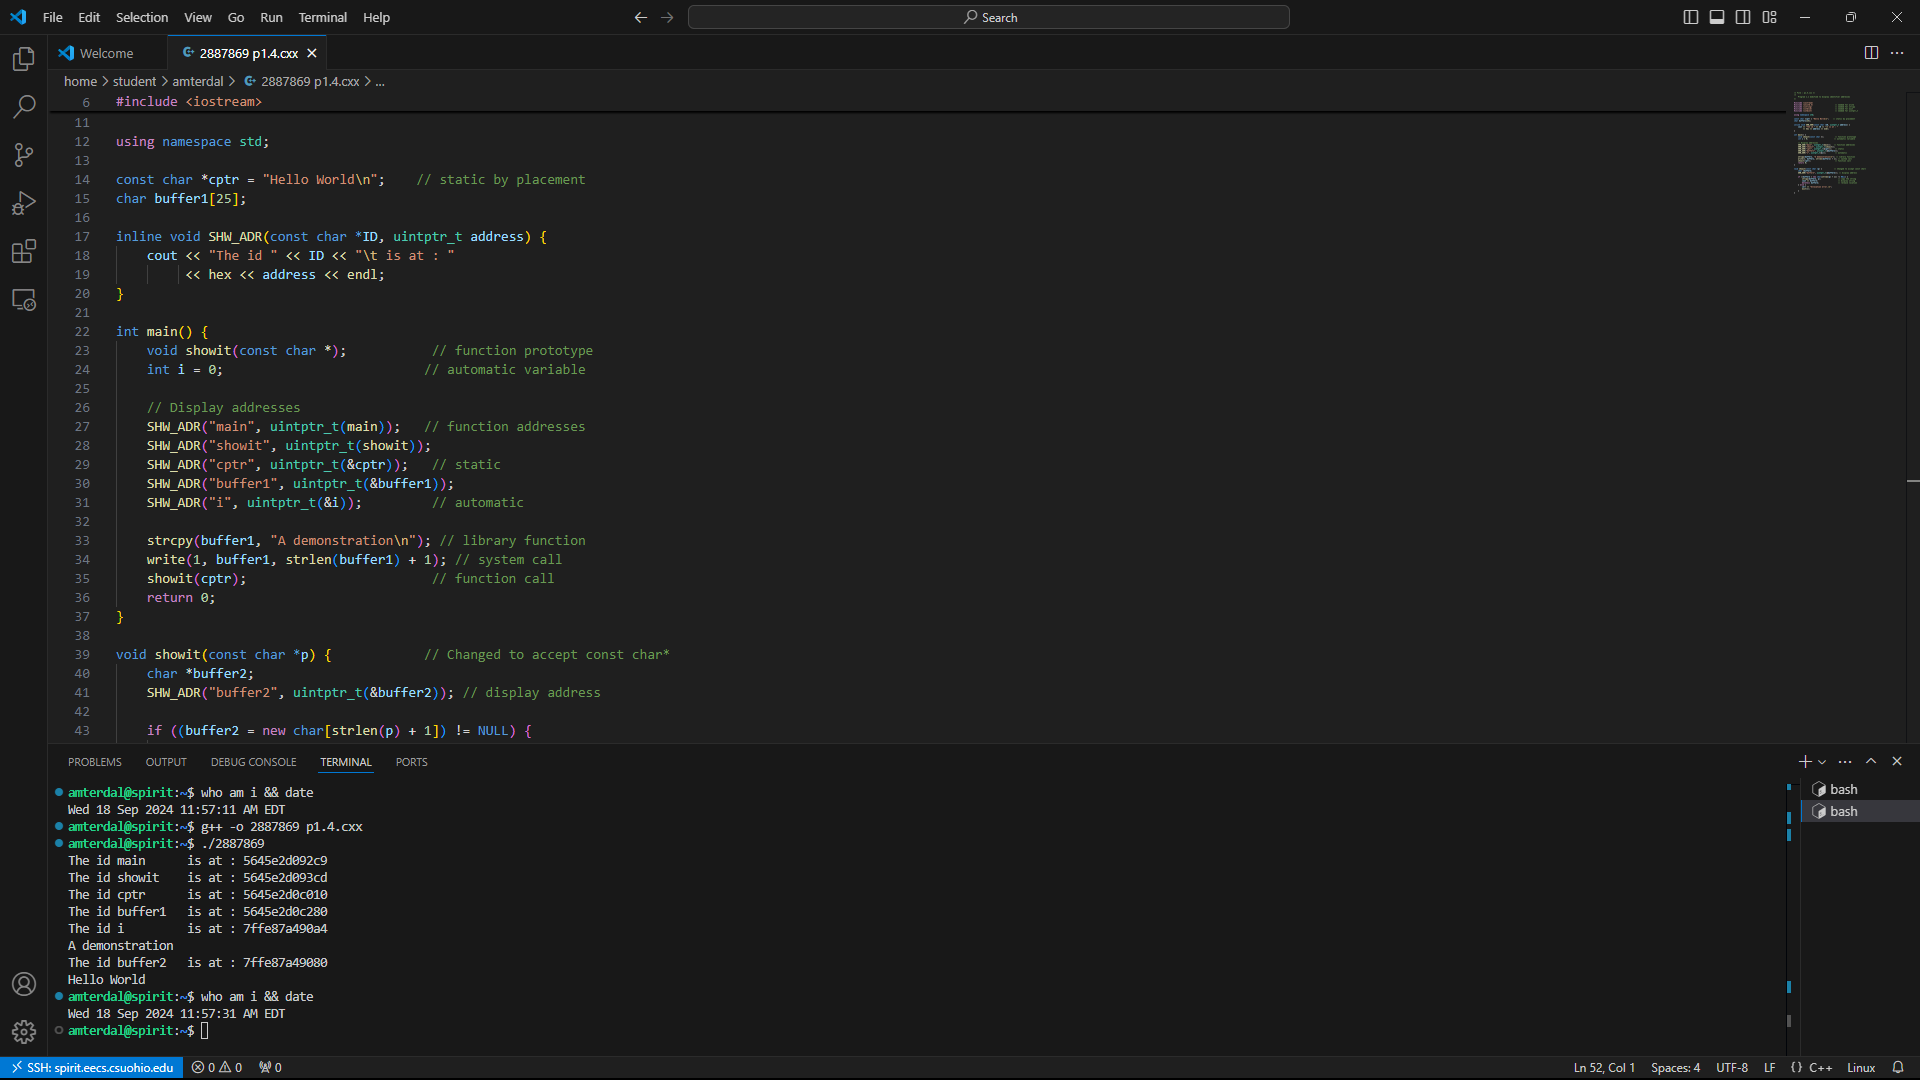 File Edit Selection View Go Run Terminal Help
Search
Welcome
2887869 p1.4.cxx
home > student > amterdal > 2887869 p1.4.cxx > ...
6 #include <iostream>
11
12 using namespace std;
13
14 const char *cptr = "Hello World\n"; // static by placement
15 char buffer1[25];
16
17 inline void SHW_ADR(const char *ID, uintptr_t address) {
18 cout << "The id " << ID << "\t is at : "
19 << hex << address << endl;
20 }
21
22 int main() {
23 void showit(const char *); // function prototype
24 int i = 0; // automatic variable
25
26 // Display addresses
27 SHW_ADR("main", uintptr_t(main)); // function addresses
28 SHW_ADR("showit", uintptr_t(showit));
29 SHW_ADR("cptr", uintptr_t(&cptr)); // static
30 SHW_ADR("buffer1", uintptr_t(&buffer1));
31 SHW_ADR("i", uintptr_t(&i)); // automatic
32
33 strcpy(buffer1, "A demonstration\n"); // library function
34 write(1, buffer1, strlen(buffer1) + 1); // system call
35 showit(cptr); // function call
36 return 0;
37 }
38
39 void showit(const char *p) { // Changed to accept const char*
40 char *buffer2;
41 SHW_ADR("buffer2", uintptr_t(&buffer2)); // display address
42
43 if ((buffer2 = new char[strlen(p) + 1]) != NULL) {
PROBLEMS OUTPUT DEBUG CONSOLE TERMINAL PORTS
amterdal@spirit:~$ who am i && date
Wed 18 Sep 2024 11:57:11 AM EDT
amterdal@spirit:~$ g++ -o 2887869 p1.4.cxx
amterdal@spirit:~$ ./2887869
The id main is at : 5645e2d092c9
The id showit is at : 5645e2d093cd
The id cptr is at : 5645e2d0c010
The id buffer1 is at : 5645e2d0c280
The id i is at : 7ffe87a490a4
A demonstration
The id buffer2 is at : 7ffe87a49080
Hello World
amterdal@spirit:~$ who am i && date
Wed 18 Sep 2024 11:57:31 AM EDT
amterdal@spirit:~$
bash
bash
SSH: spirit.eecs.csuohio.edu 0 0 0
Ln 52, Col 1 Spaces: 4 UTF-8 LF {} C++ Linux